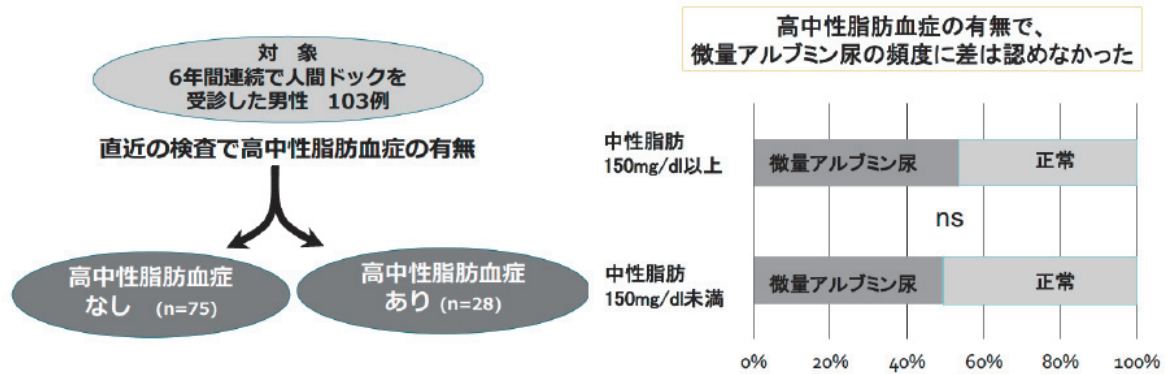 対　象
6年間連続で人間ドックを
受診した男性　103例
直近の検査で高中性脂肪血症の有無
高中性脂肪血症
なし　(n=75)
高中性脂肪血症
あり (n=28)
高中性脂肪血症の有無で、
微量アルブミン尿の頻度に差は認めなかった
中性脂肪
150mg/dl以上
微量アルブミン尿
正常
ns
中性脂肪
150mg/dl未満
微量アルブミン尿
正常
0%　20%　40%　60%　80%　100%